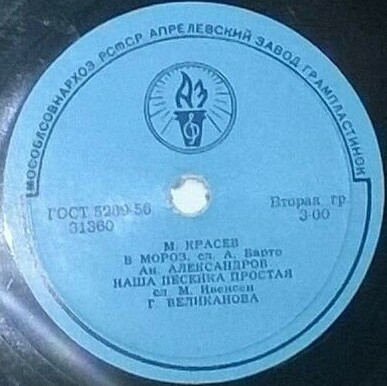 МОСОБЛСОВНАРХОЗ РСФСР АПРЕЛЕВСКИЙ ЗАВОД ГРАМПЛАСТИНОК
АЗ
ГОСТ 5289-56
31360
Вторая гр.
3-00
М. КРАСЕВ
В МОРОЗ, сл. А. Барто
Ан. АЛЕКСАНДРОВ
НАША ПЕСЕНКА ПРОСТАЯ
сл. М. Ивенсен
Г. ВЕЛИКАНОВА